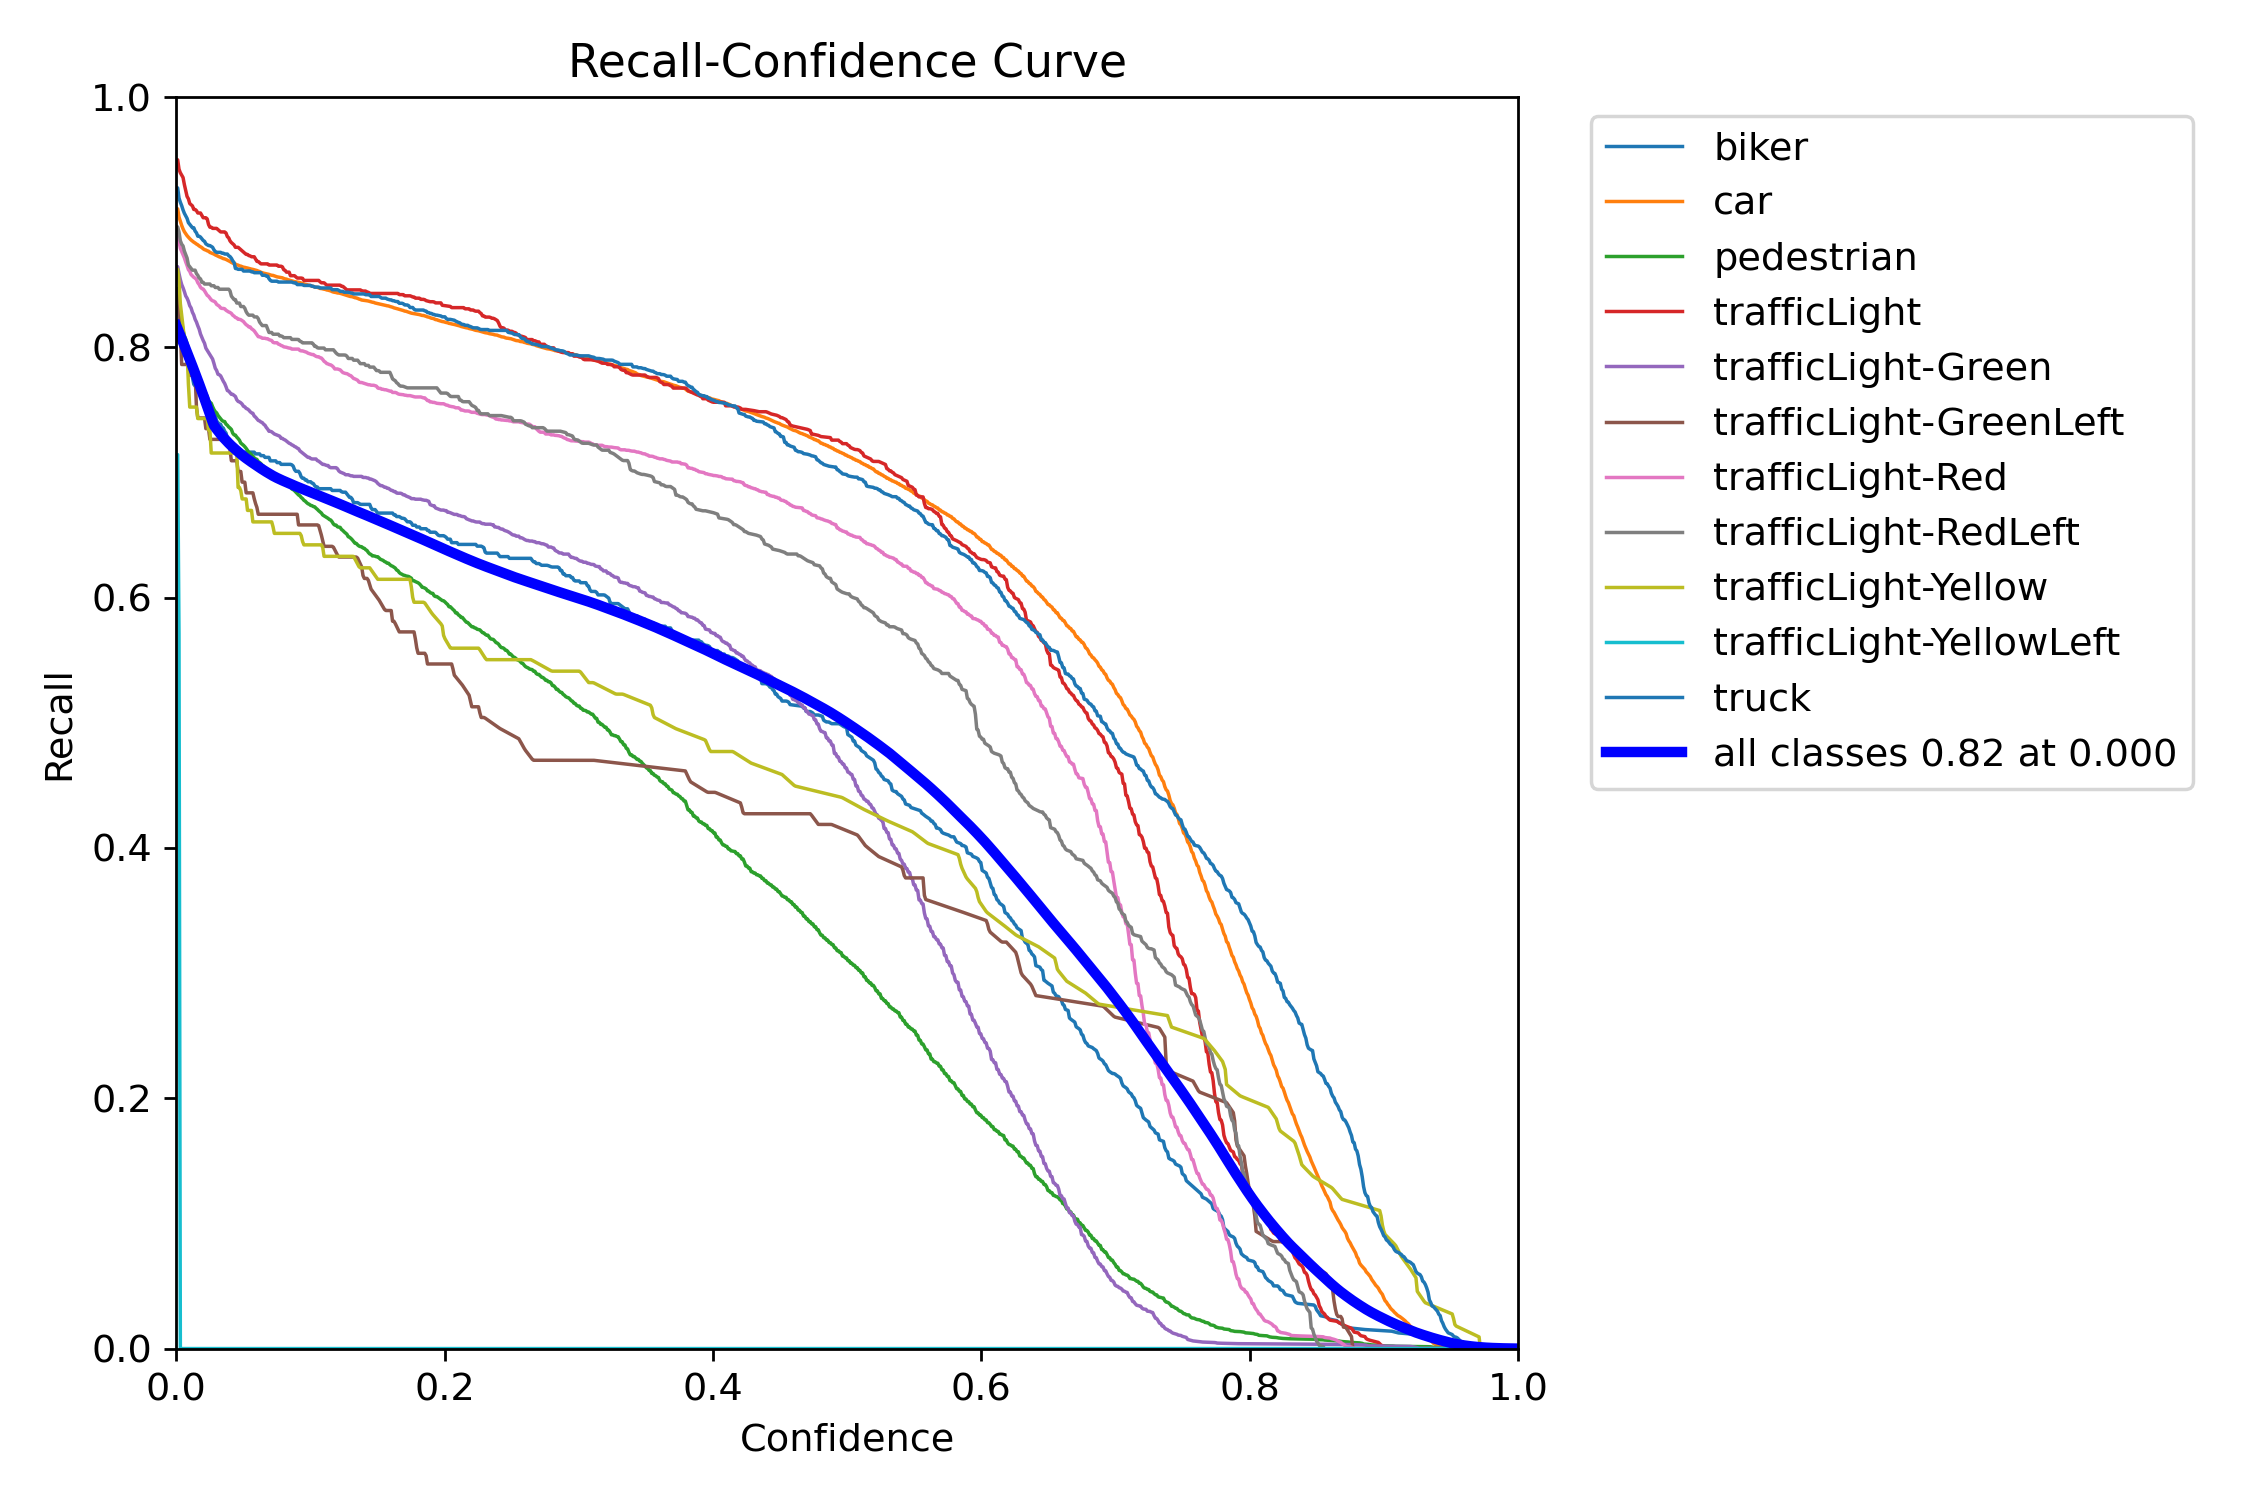 Recall-Confidence Curve
1.0
0.8
0.6
0.4
0.2
0.0
Recall
0.0 0.2 0.4 0.6 0.8 1.0
Confidence
biker
car
pedestrian
trafficLight
trafficLight-Green
trafficLight-GreenLeft
trafficLight-Red
trafficLight-RedLeft
trafficLight-Yellow
trafficLight-YellowLeft
truck
all classes 0.82 at 0.000